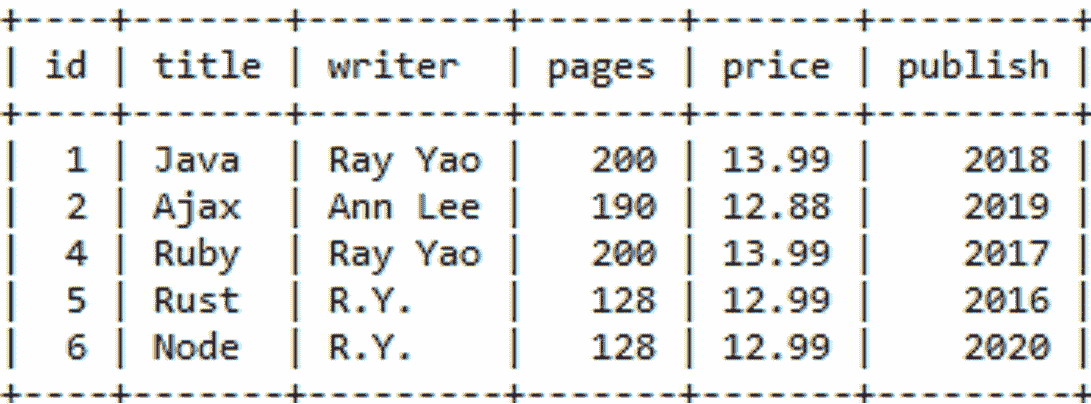 +----+-------+---------+-------+-------+---------+
| id | title | writer  | pages | price | publish |
+----+-------+---------+-------+-------+---------+
|  1 | Java  | Ray Yao |   200 | 13.99 |    2018 |
|  2 | Ajax  | Ann Lee |   190 | 12.88 |    2019 |
|  4 | Ruby  | Ray Yao |   200 | 13.99 |    2017 |
|  5 | Rust  | R.Y.    |   128 | 12.99 |    2016 |
|  6 | Node  | R.Y.    |   128 | 12.99 |    2020 |
+----+-------+---------+-------+-------+---------+